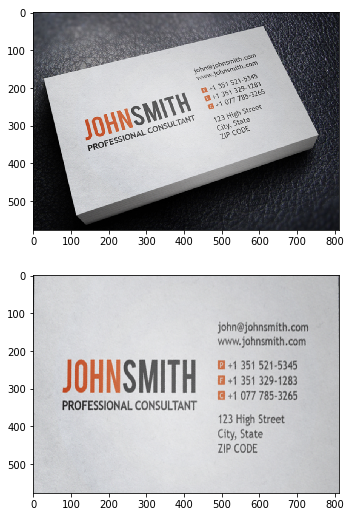 0
100
200
300
400
500
john@johnsmith.com
www.johnsmith.com
P +1 351 521-5345
F +1 351 329-1283
C +1 077 785-3265
JOHNSMITH
PROFESSIONAL CONSULTANT
123 High Street
City, State
ZIP CODE
0 100 200 300 400 500 600 700 800
0
100
200
300
400
500
john@johnsmith.com
www.johnsmith.com
P +1 351 521-5345
F +1 351 329-1283
C +1 077 785-3265
JOHNSMITH
PROFESSIONAL CONSULTANT
123 High Street
City, State
ZIP CODE
0 100 200 300 400 500 600 700 800